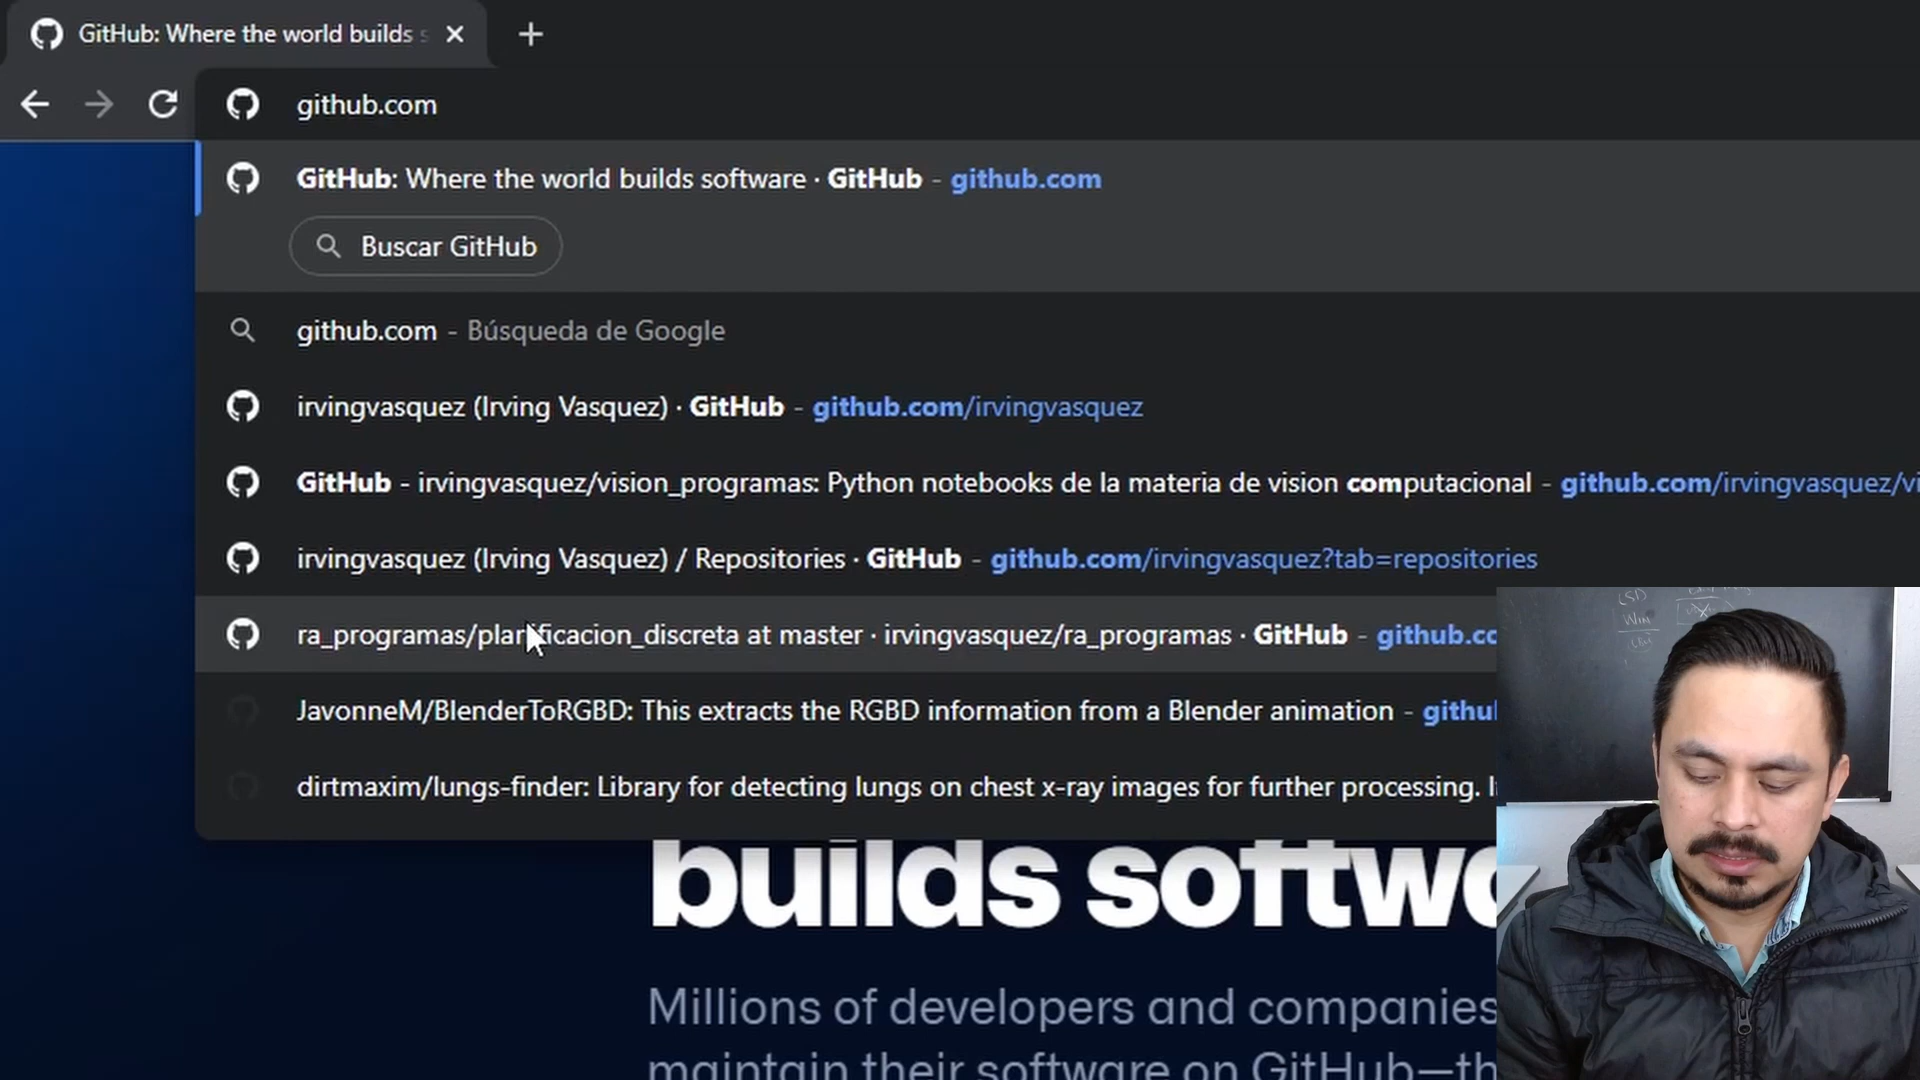 GitHub: Where the world builds
github.com
GitHub: Where the world builds software · GitHub - github.com
Buscar GitHub
github.com - Búsqueda de Google
irvingvasquez (Irving Vasquez) · GitHub - github.com/irvingvasquez
GitHub - irvingvasquez/vision_programas: Python notebooks de la materia de vision computacional - github.com/irvingvasquez/vi
irvingvasquez (Irving Vasquez) / Repositories · GitHub - github.com/irvingvasquez?tab=repositories
ra_programas/planificacion_discreta at master · irvingvasquez/ra_programas · GitHub - github.co
JavonneM/BlenderToRGBD: This extracts the RGBD information from a Blender animation - githu
dirtmaxim/lungs-finder: Library for detecting lungs on chest x-ray images for further processing.
builds softw
Millions of developers and companies
maintain their software on GitHub—th